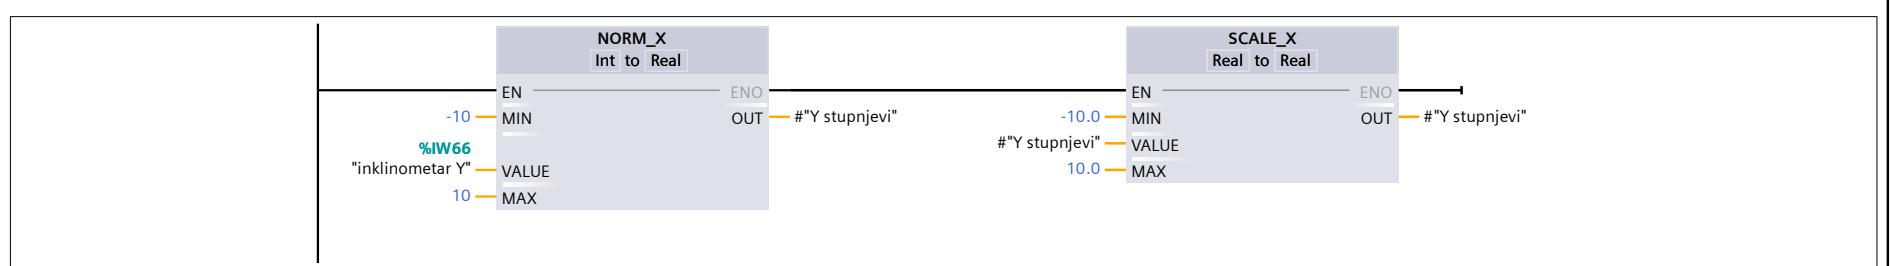 NORM_X
Int to Real
EN
ENO
-10
MIN
OUT
#"Y stupnjevi"
%IW66
"inklinometar Y"
VALUE
10
MAX
SCALE_X
Real to Real
EN
ENO
-10.0
MIN
OUT
#"Y stupnjevi"
#"Y stupnjevi"
VALUE
10.0
MAX